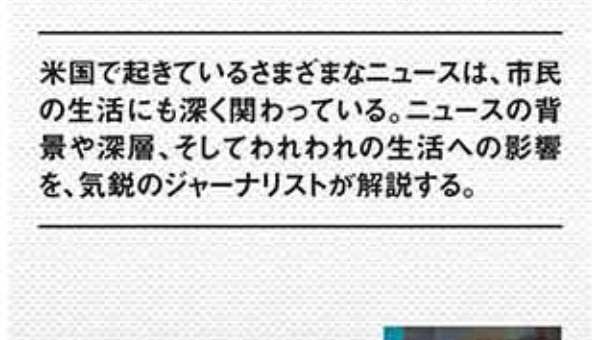 米国で起きているさまざまなニュースは、市民
の生活にも深く関わっている。ニュースの背
景や深層、そしてわれわれの生活への影響
を、気鋭のジャーナリストが解説する。